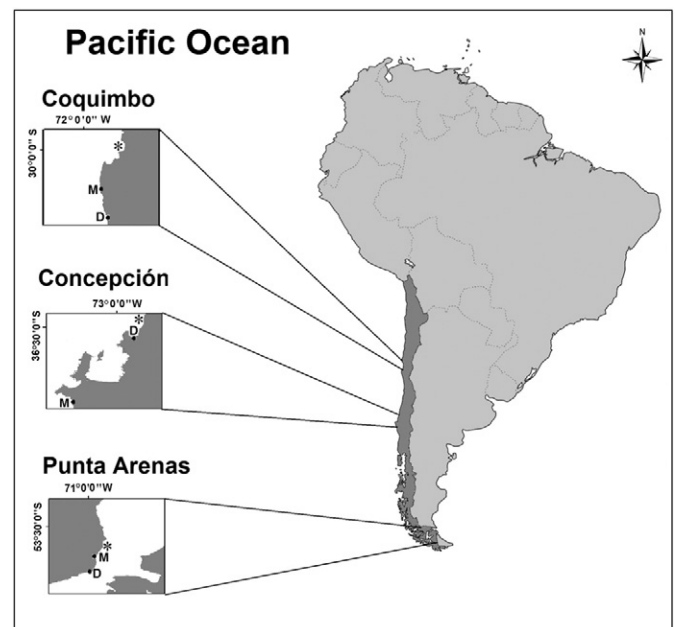 Pacific Ocean
N
Coquimbo
72°0'0'' W
30°0'0'' S
*
M
D
Concepción
73°0'0'' W
36°30'0'' S
*
D
M
Punta Arenas
71°0'0''W
53°30'0'' S
*
M
D